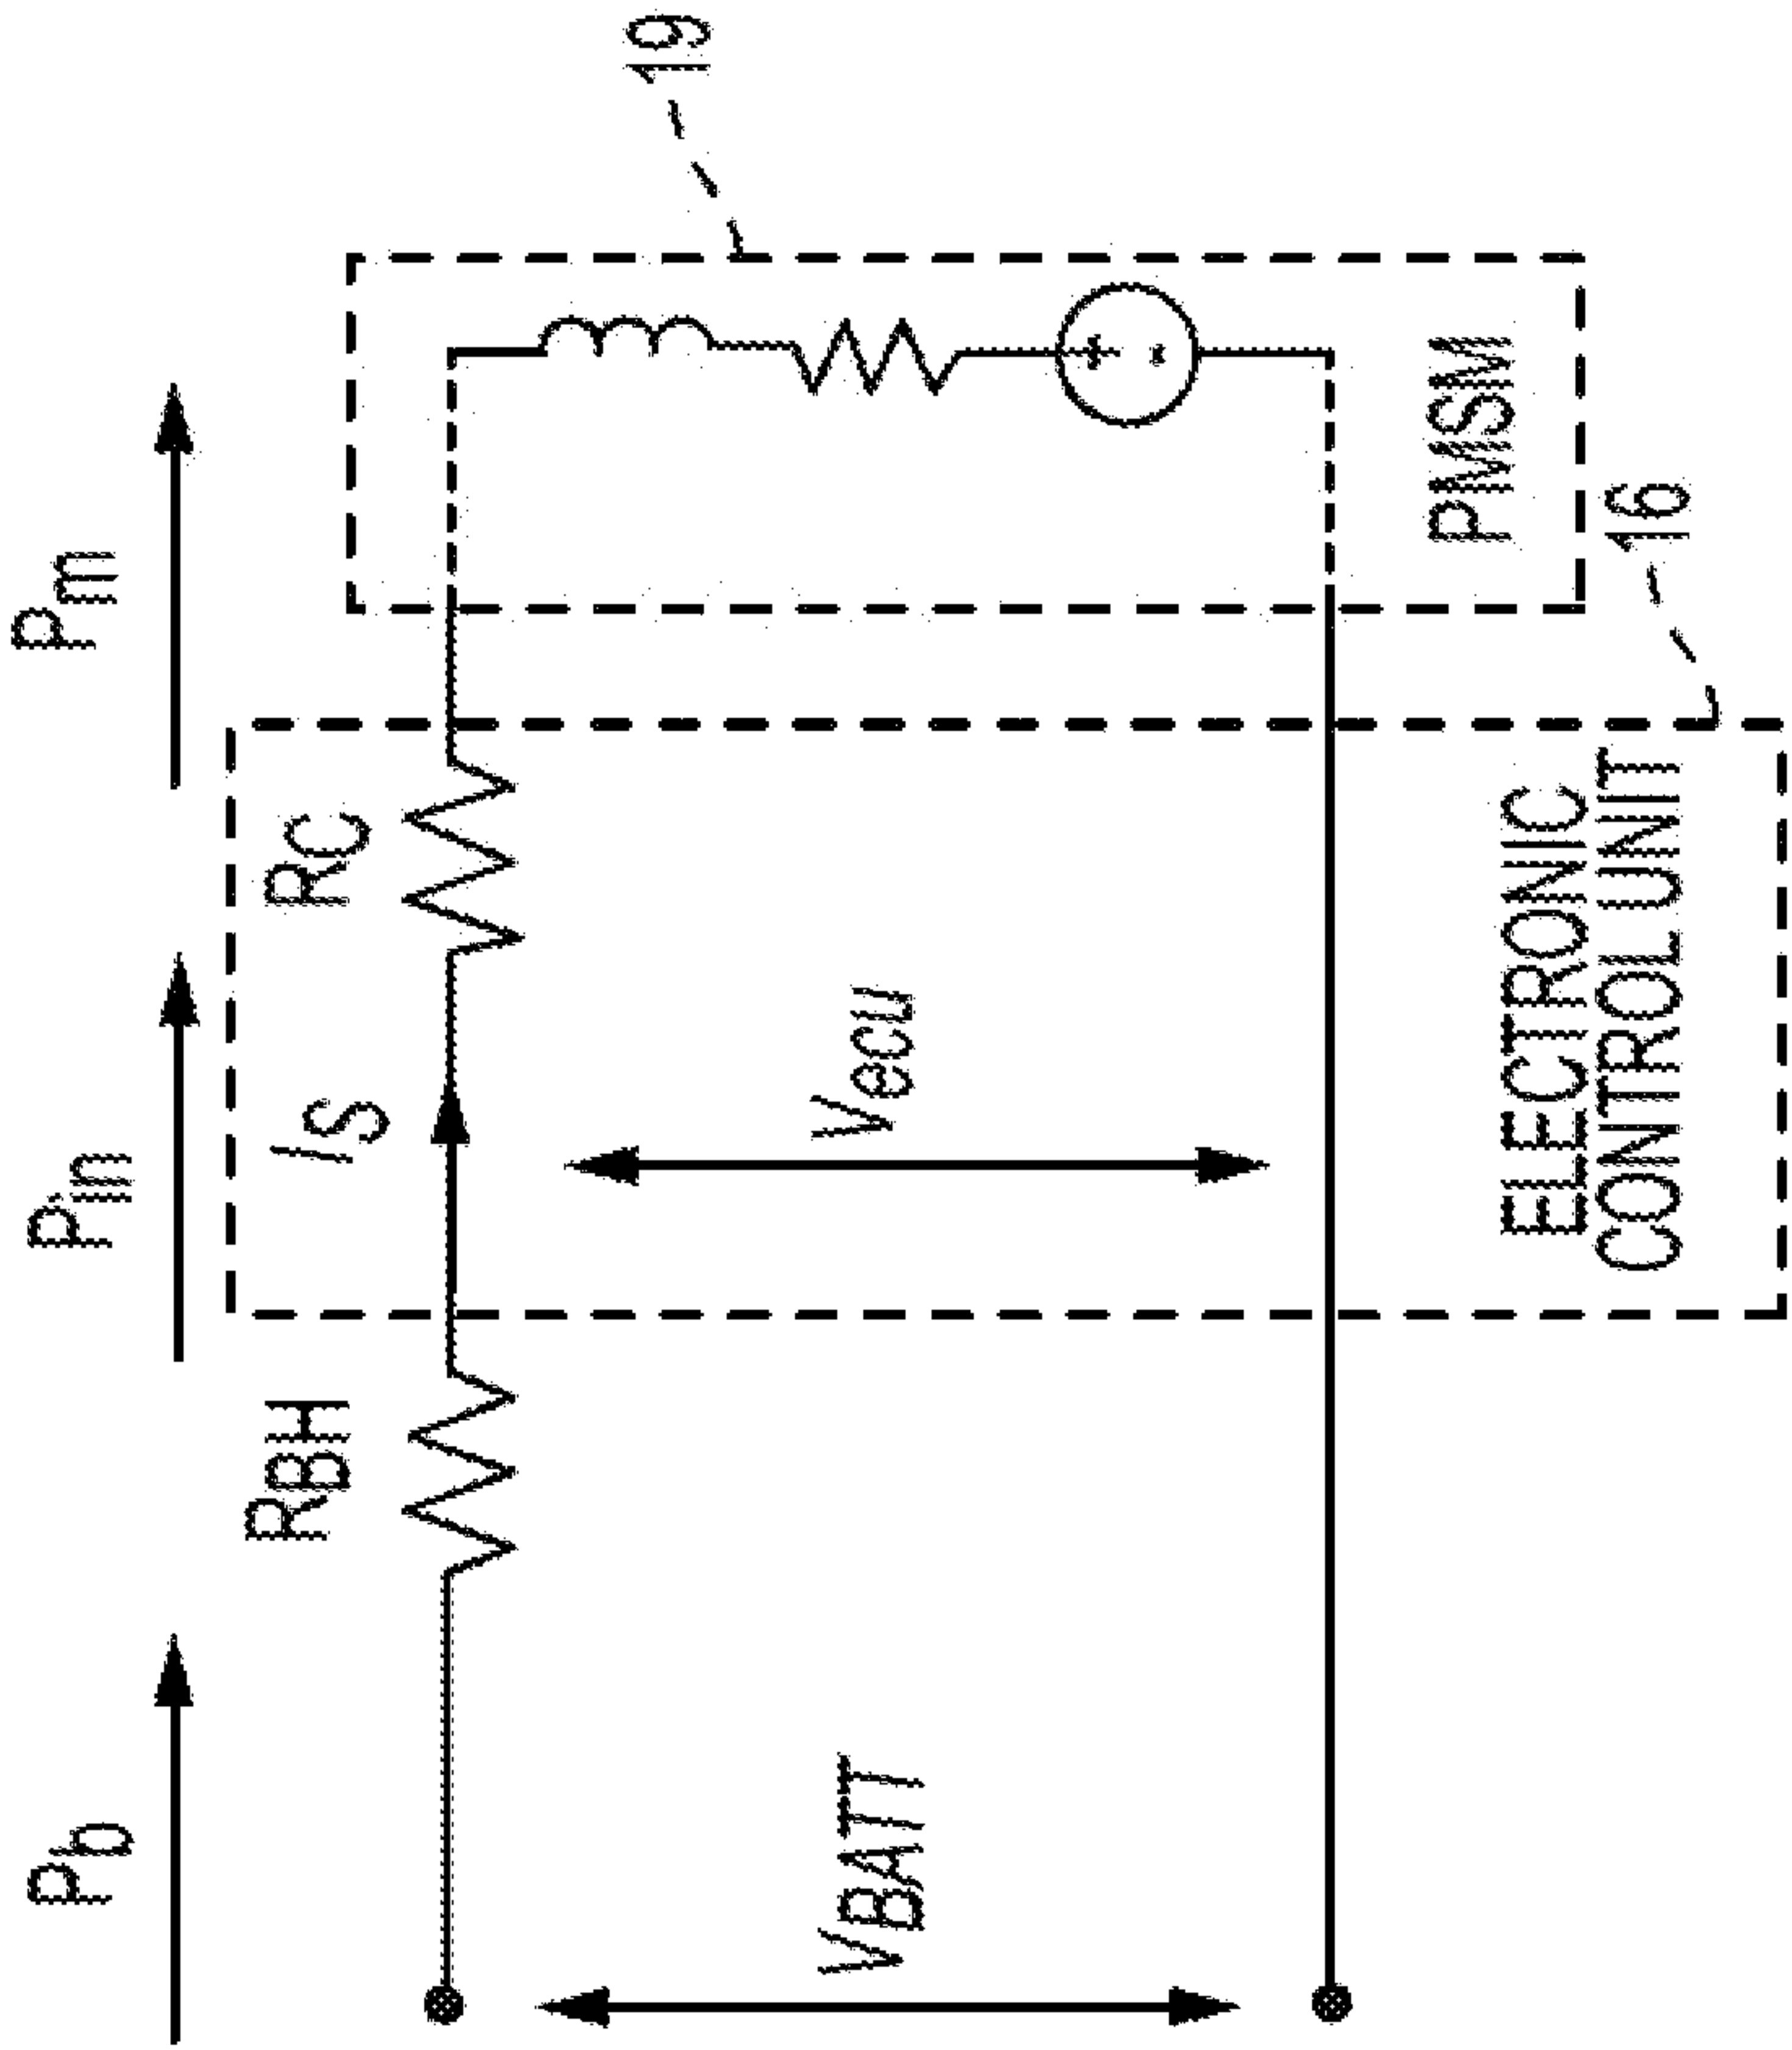 Pb
Pin
Pm
RBH
IS
RC
19
VBATT
Vecu
PMSM
ELECTRONIC
CONTROL UNIT
16